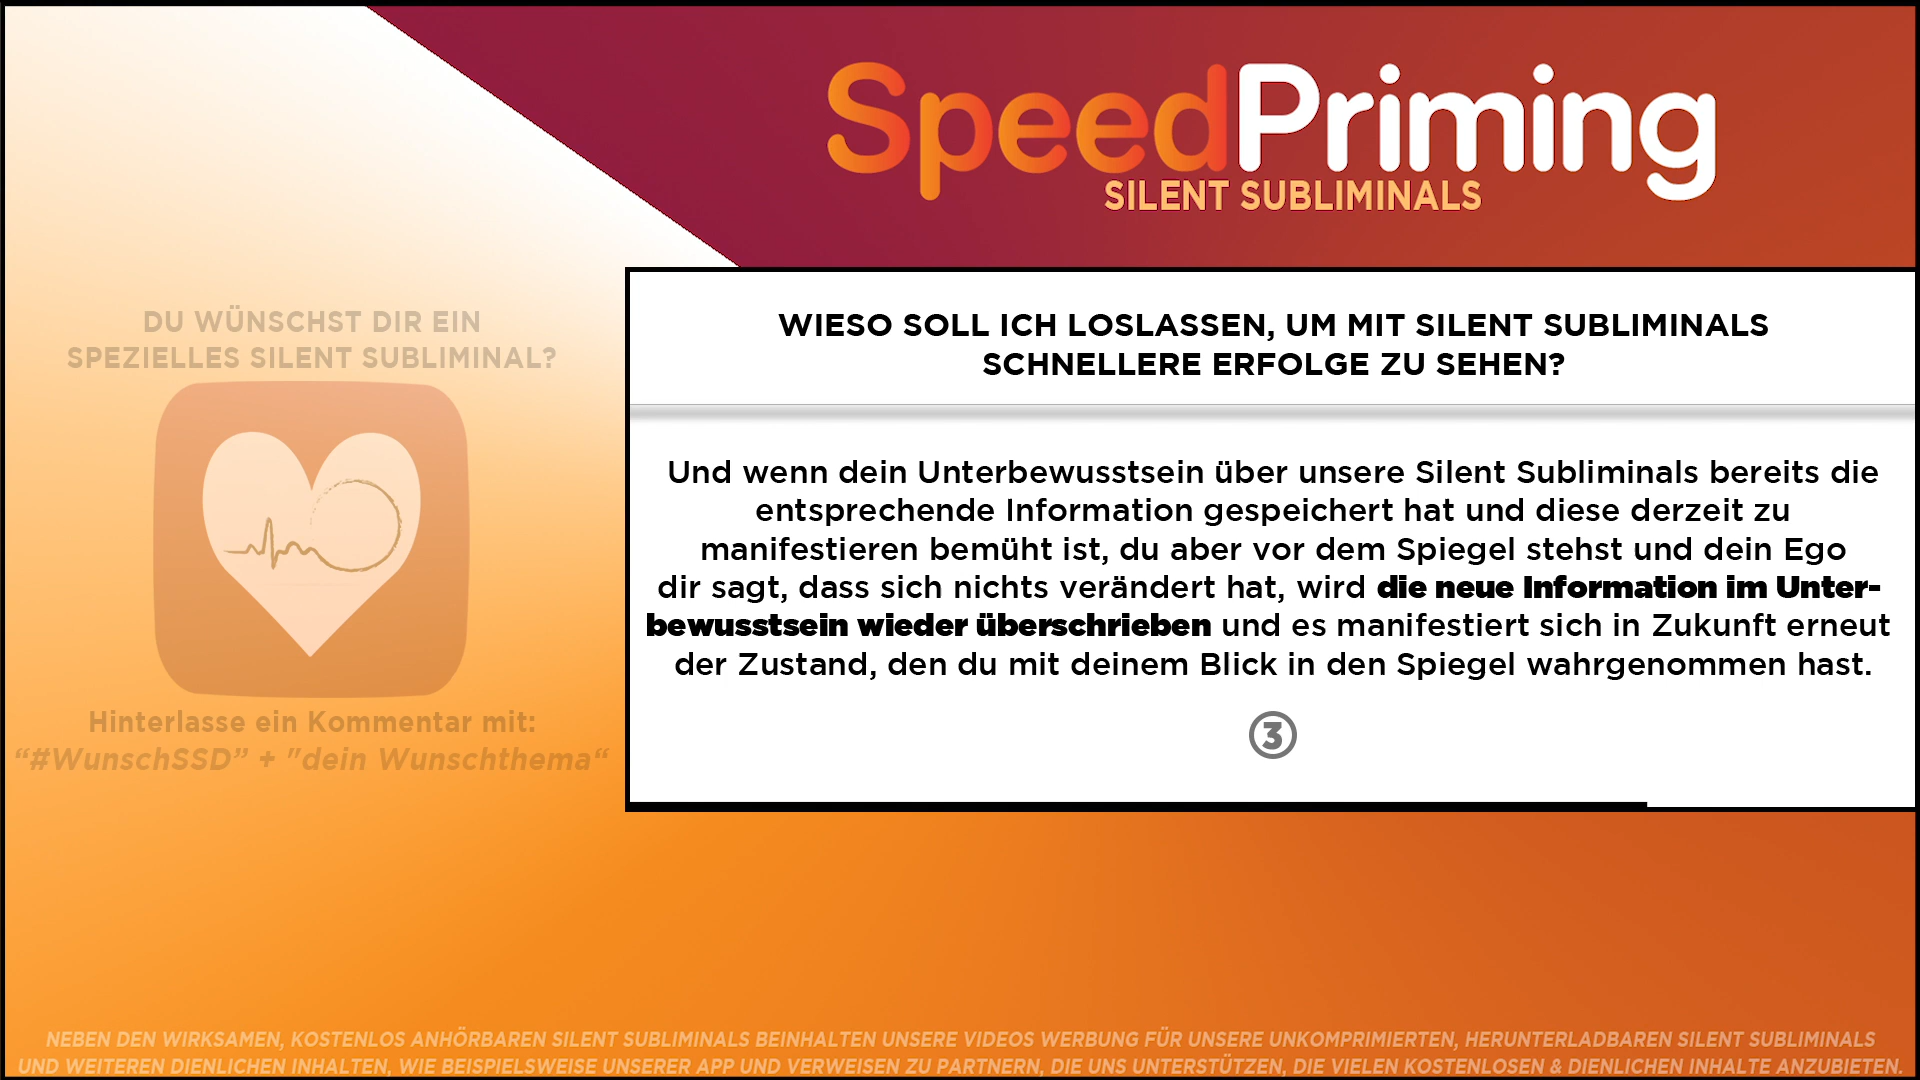 SpeedPriming
SILENT SUBLIMINALS
DU WÜNSCHST DIR EIN
SPEZIELLES SILENT SUBLIMINAL?
Hinterlasse ein Kommentar mit:
“#WunschSSD” + "dein Wunschthema“
WIESO SOLL ICH LOSLASSEN, UM MIT SILENT SUBLIMINALS
SCHNELLERE ERFOLGE ZU SEHEN?
Und wenn dein Unterbewusstsein über unsere Silent Subliminals bereits die
entsprechende Information gespeichert hat und diese derzeit zu
manifestieren bemüht ist, du aber vor dem Spiegel stehst und dein Ego
dir sagt, dass sich nichts verändert hat, wird die neue Information im Unter-
bewusstsein wieder überschrieben und es manifestiert sich in Zukunft erneut
der Zustand, den du mit deinem Blick in den Spiegel wahrgenommen hast.
3
NEBEN DEN WIRKSAMEN, KOSTENLOS ANHÖRBAREN SILENT SUBLIMINALS BEINHALTEN UNSERE VIDEOS WERBUNG FÜR UNSERE UNKOMPRIMIERTEN, HERUNTERLADBAREN SILENT SUBLIMINALS
UND WEITEREN DIENLICHEN INHALTEN, WIE BEISPIELSWEISE UNSERER APP UND VERWEISEN ZU PARTNERN, DIE UNS UNTERSTÜTZEN, DIE VIELEN KOSTENLOSEN & DIENLICHEN INHALTE ANZUBIETEN.